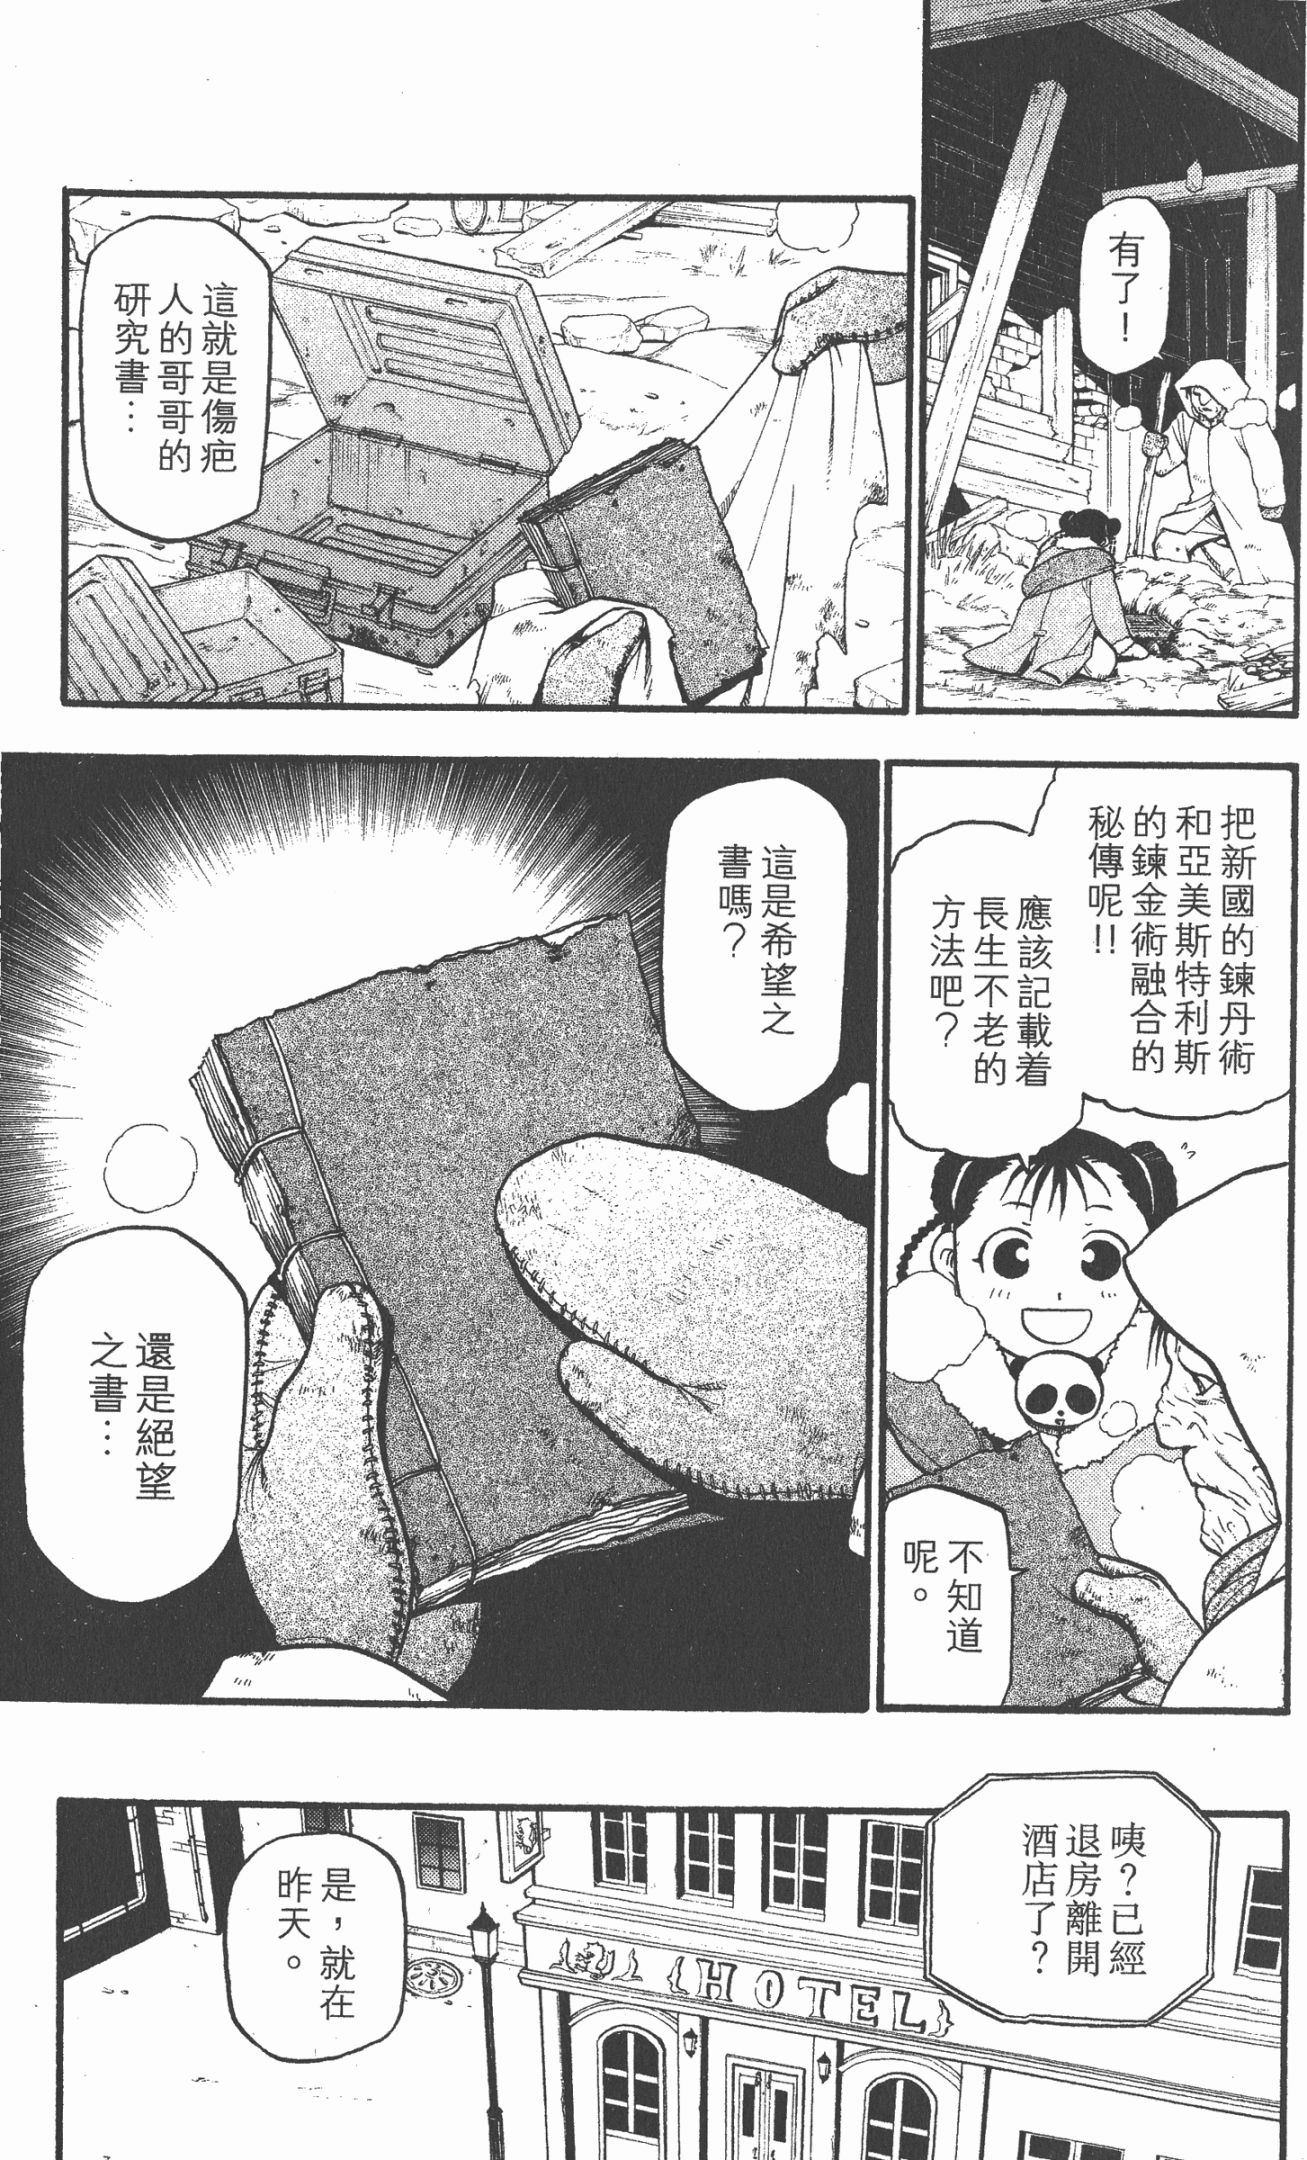 有了！
這就是傷疤
人的哥哥的
研究書…
把新國的鍊丹術
和亞美斯特利斯
的鍊金術融合的
秘傳呢!!
應該記載着
長生不老的
方法吧？
不知道
呢。
這是希望之
書嗎？
還是絕望
之書…
咦？已經
退房離開
酒店了？
HOTEL
是，就在
昨天。